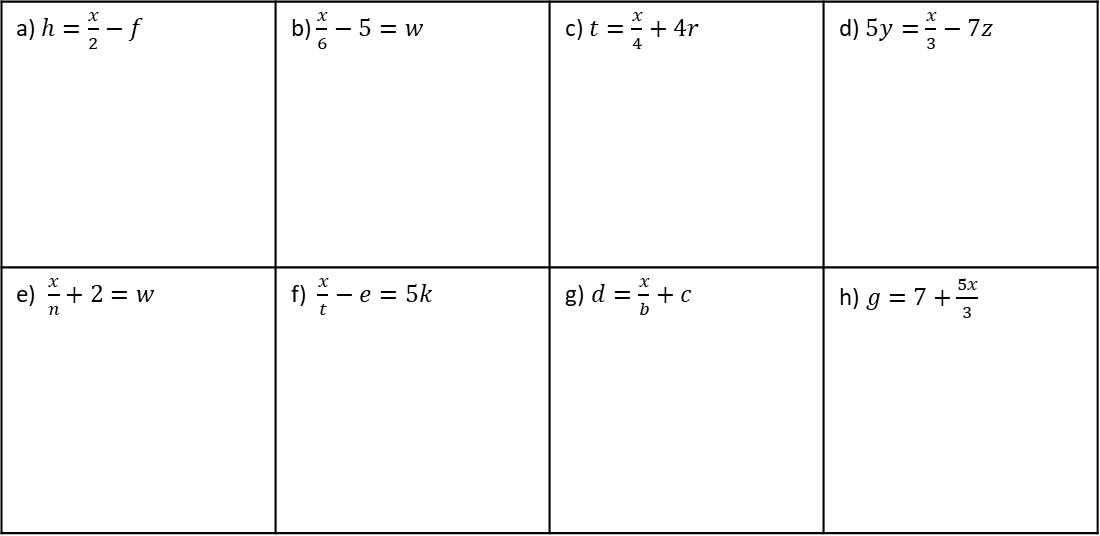 a) h = x/2 − f
b) x/6 − 5 = w
c) t = x/4 + 4r
d) 5y = x/3 − 7z
e) x/n + 2 = w
f) x/t − e = 5k
g) d = x/b + c
h) g = 7 + 5x/3